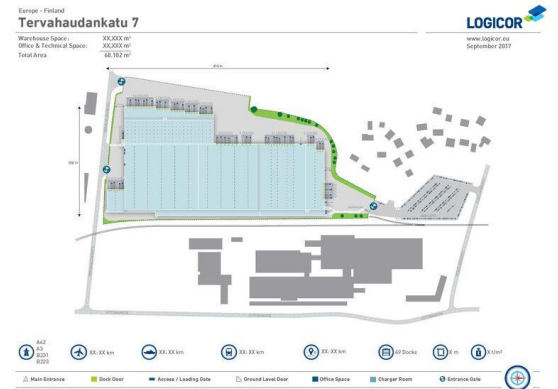 Europe - Finland
Tervahaudankatu 7
LOGICOR
Warehouse Space: XX,XXX m²
Office & Technical Space: XX,XXX m²
Total Area 68.182 m²
www.logicor.eu
September 2017
A42
A3
B231
B223
XX: XX km
XX: XX km
XX: XX km
XX: XX km
69 Docks
X m
X t/m²
Main Entrance
Dock Door
Access / Loading Gate
Ground Level Door
Office Space
Charger Room
Entrance Gate